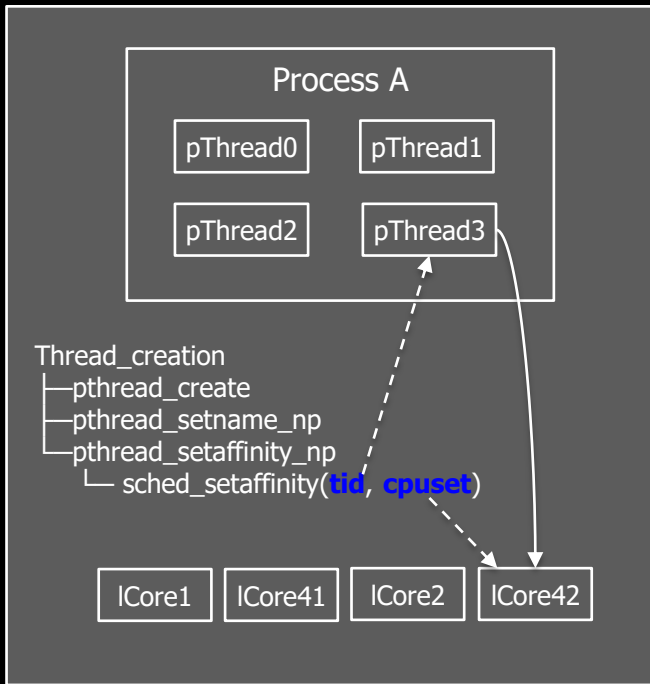 Process A
pThread0
pThread1
pThread2
pThread3
Thread_creation
├─pthread_create
├─pthread_setname_np
└─pthread_setaffinity_np
└─ sched_setaffinity(tid, cpuset)
lCore1
lCore41
lCore2
lCore42